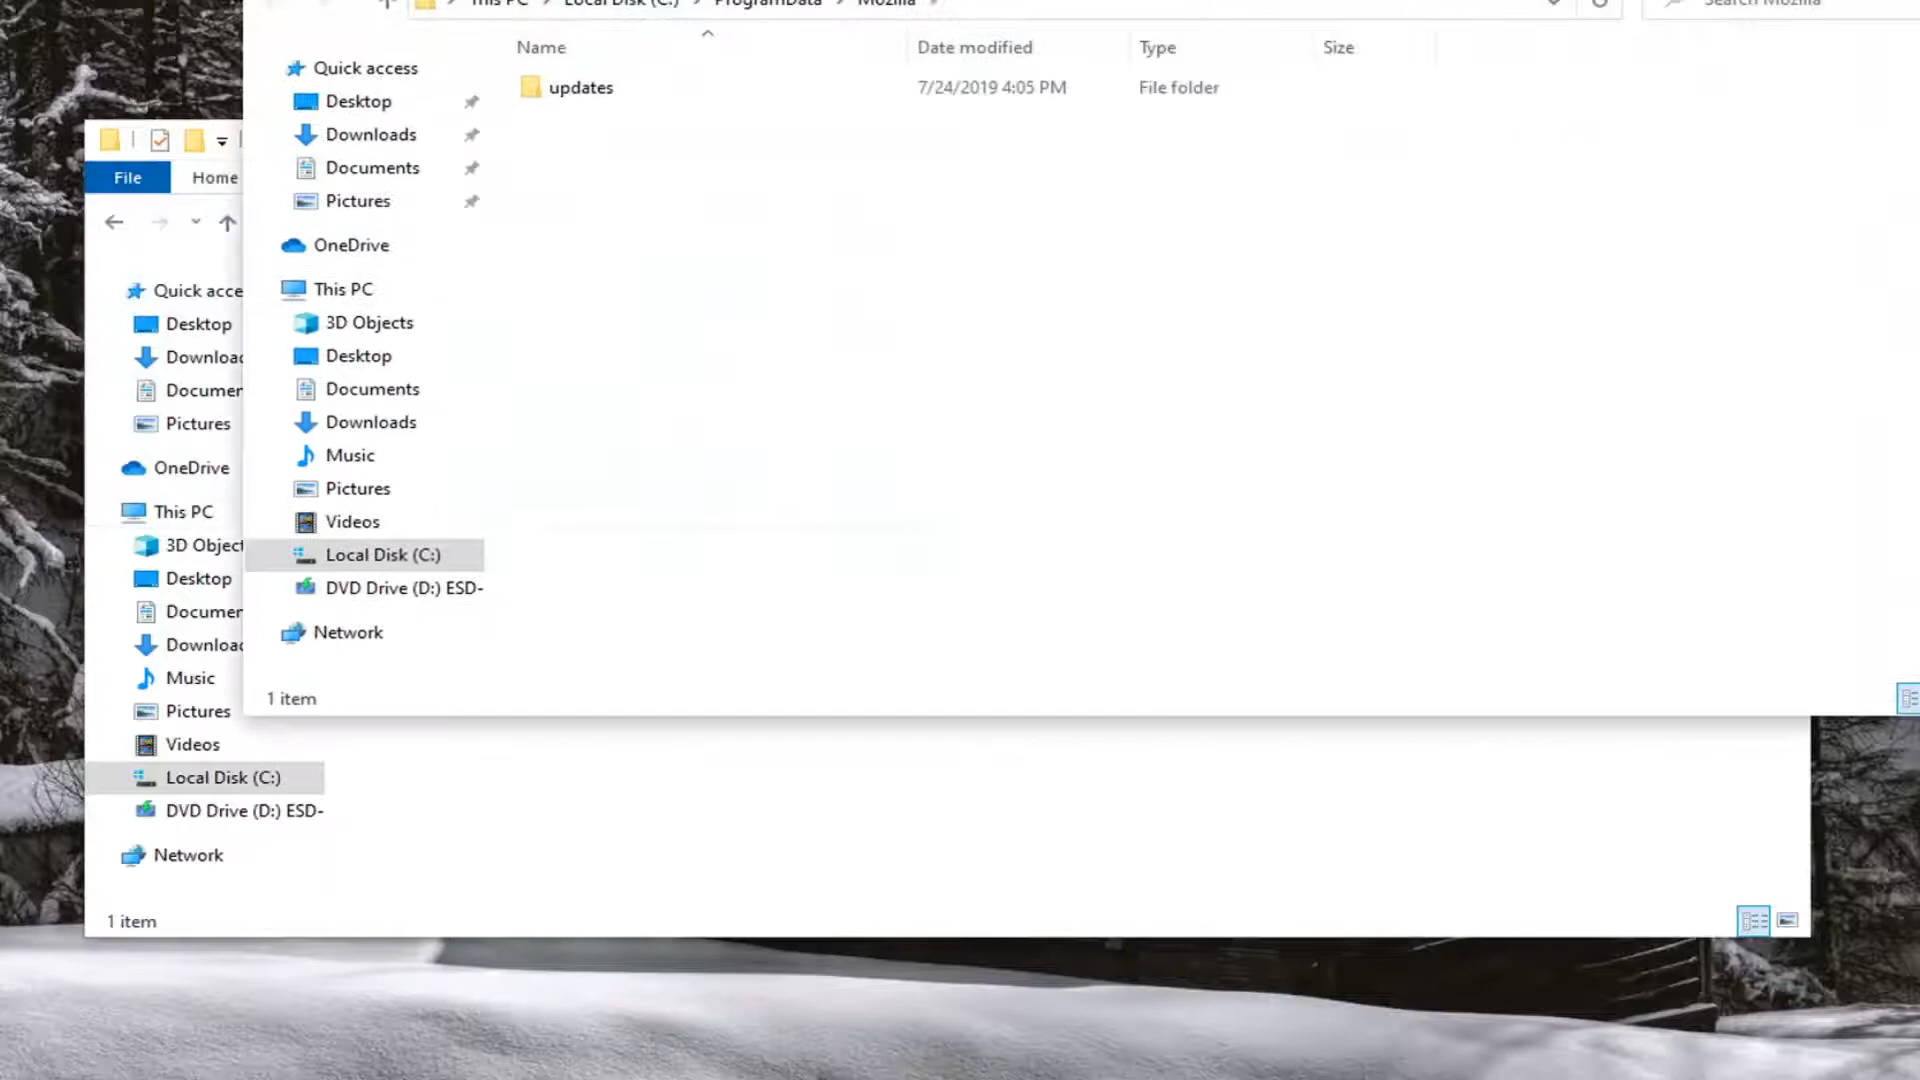 This PC Local Disk (C:) ProgramData Mozilla
Search Mozilla
Name Date modified Type Size
updates 7/24/2019 4:05 PM File folder
Quick access
Desktop
Downloads
Documents
Pictures
OneDrive
This PC
3D Objects
Desktop
Documents
Downloads
Music
Pictures
Videos
Local Disk (C:)
DVD Drive (D:) ESD-
Network
1 item
File Home
Quick acce
Desktop
Downloac
Documer
Pictures
OneDrive
This PC
3D Object
Desktop
Documer
Downloac
Music
Pictures
Videos
Local Disk (C:)
DVD Drive (D:) ESD-
Network
1 item